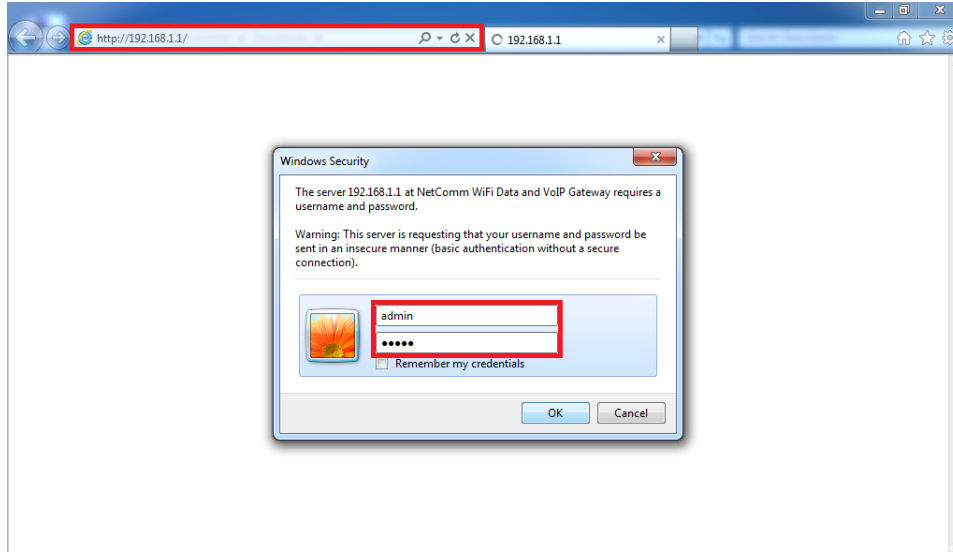 http://192.168.1.1/
192.168.1.1
Windows Security
The server 192.168.1.1 at NetComm WiFi Data and VoIP Gateway requires a
username and password.
Warning: This server is requesting that your username and password be
sent in an insecure manner (basic authentication without a secure
connection).
admin
•••••
Remember my credentials
OK
Cancel